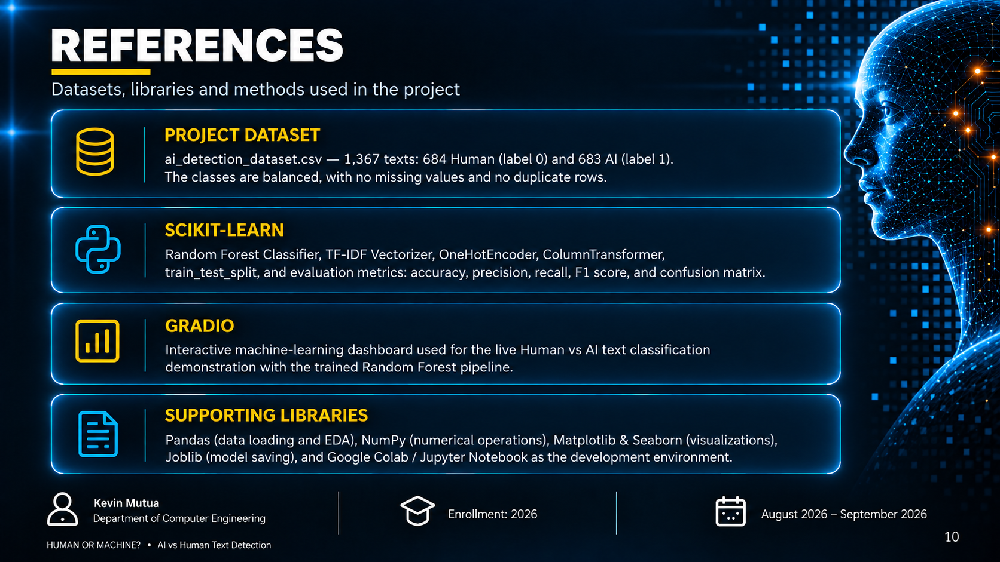 REFERENCES
Datasets, libraries and methods used in the project
PROJECT DATASET
ai_detection_dataset.csv — 1,367 texts: 684 Human (label 0) and 683 AI (label 1).
The classes are balanced, with no missing values and no duplicate rows.
SCIKIT-LEARN
Random Forest Classifier, TF-IDF Vectorizer, OneHotEncoder, ColumnTransformer,
train_test_split, and evaluation metrics: accuracy, precision, recall, F1 score, and confusion matrix.
GRADIO
Interactive machine-learning dashboard used for the live Human vs AI text classification
demonstration with the trained Random Forest pipeline.
SUPPORTING LIBRARIES
Pandas (data loading and EDA), NumPy (numerical operations), Matplotlib & Seaborn (visualizations),
Joblib (model saving), and Google Colab / Jupyter Notebook as the development environment.
Kevin Mutua
Department of Computer Engineering
Enrollment: 2026
August 2026 – September 2026
HUMAN OR MACHINE? • AI vs Human Text Detection
10